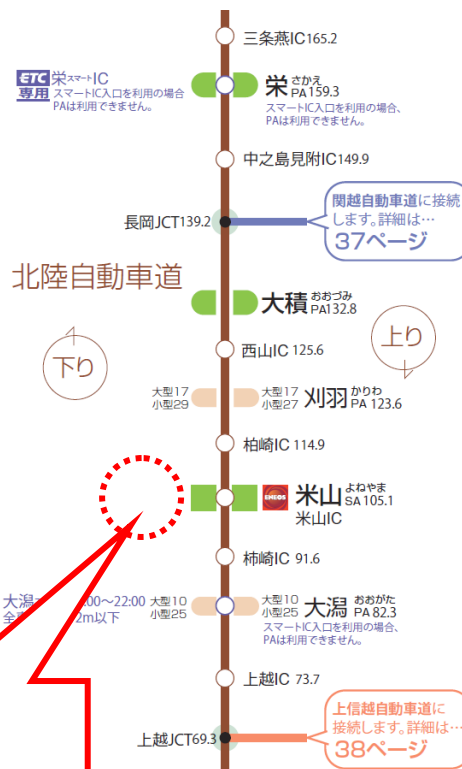 三条燕IC165.2
ETC専用
栄スマートIC
スマートIC入口を利用の場合
PAは利用できません。
栄 さかえ PA159.3
スマートIC入口を利用の場合、
PAは利用できません。
中之島見附IC149.9
関越自動車道に接続
します。詳細は…
37ページ
長岡JCT139.2
北陸自動車道
大積 おおづみ PA132.8
下り
上り
西山IC 125.6
大型17
小型29
大型17
小型27
刈羽 かりわ PA 123.6
柏崎IC 114.9
ENEOS
米山 よねやま SA105.1
米山IC
柿崎IC 91.6
大潟
:00〜22:00
2m以下
大型10
小型25
大型10
小型25
大潟 おおがた PA 82.3
スマートIC入口を利用の場合、
PAは利用できません。
上越IC 73.7
上信越自動車道に
接続します。詳細は…
38ページ
上越JCT69.3